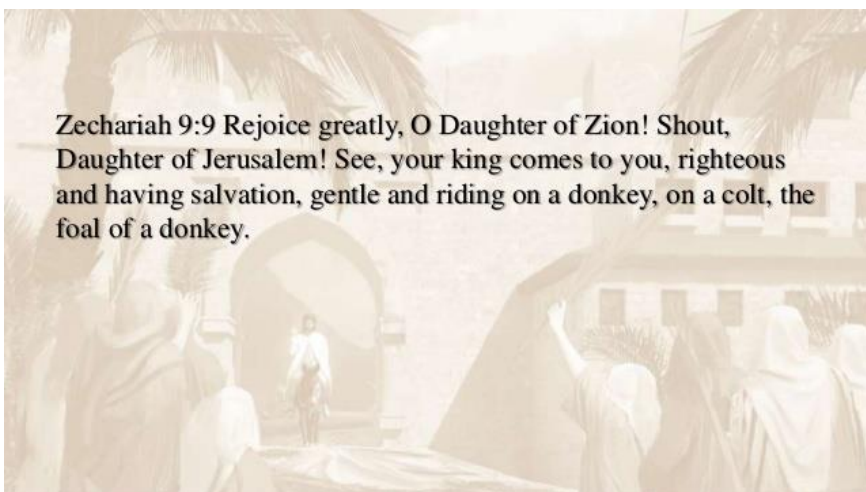 Zechariah 9:9 Rejoice greatly, O Daughter of Zion! Shout,
Daughter of Jerusalem! See, your king comes to you, righteous
and having salvation, gentle and riding on a donkey, on a colt, the
foal of a donkey.